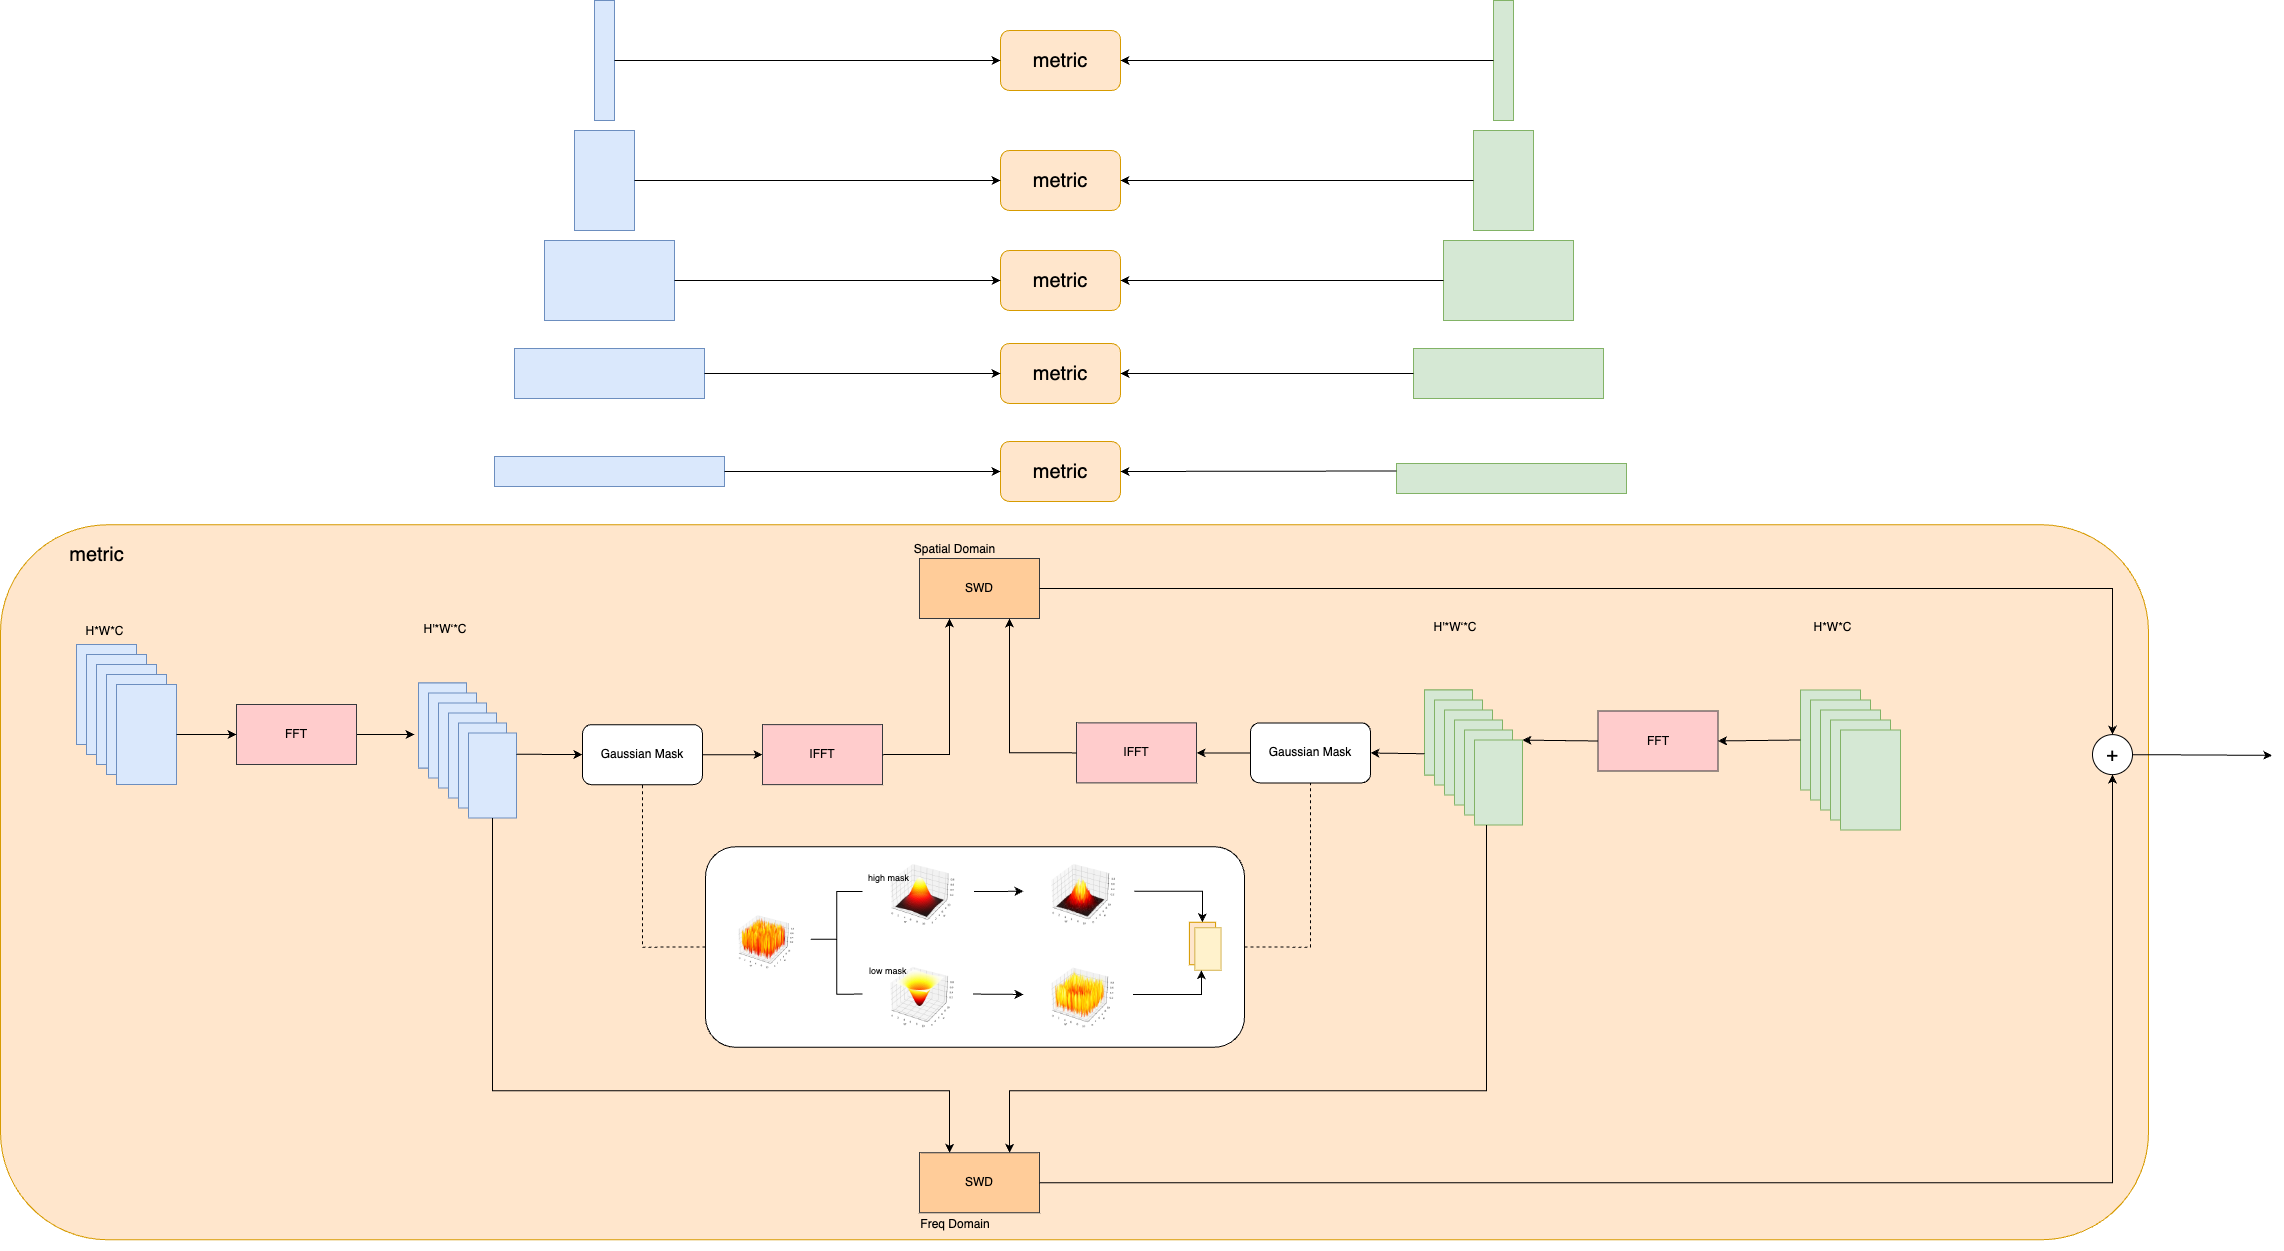 metric
metric
metric
metric
metric
metric
Spatial Domain
SWD
H*W*C
H'*W'*C
H'*W'*C
H*W*C
FFT
Gaussian Mask
IFFT
IFFT
Gaussian Mask
FFT
+
high mask
low mask
SWD
Freq Domain